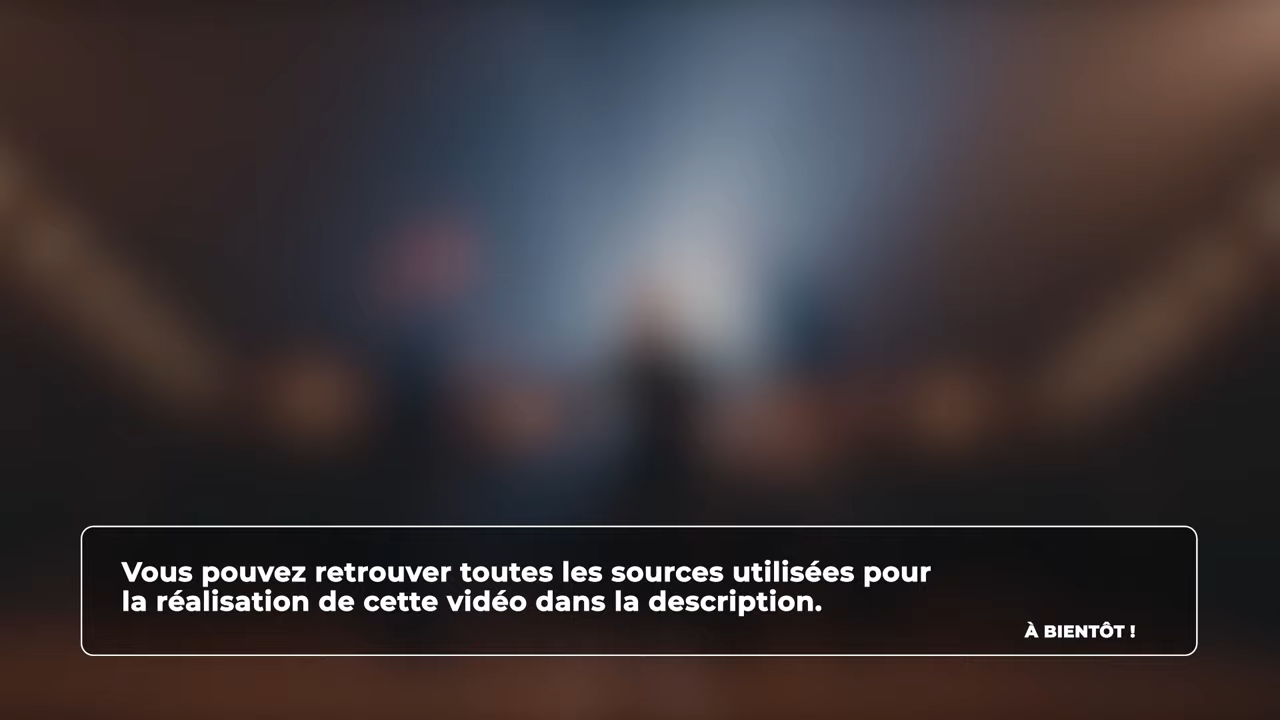 Vous pouvez retrouver toutes les sources utilisées pour
la réalisation de cette vidéo dans la description.
À BIENTÔT !